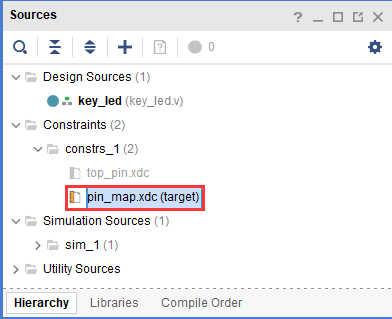 Sources
0
Design Sources (1)
key_led (key_led.v)
Constraints (2)
constrs_1 (2)
top_pin.xdc
pin_map.xdc (target)
Simulation Sources (1)
sim_1 (1)
Utility Sources
Hierarchy Libraries Compile Order